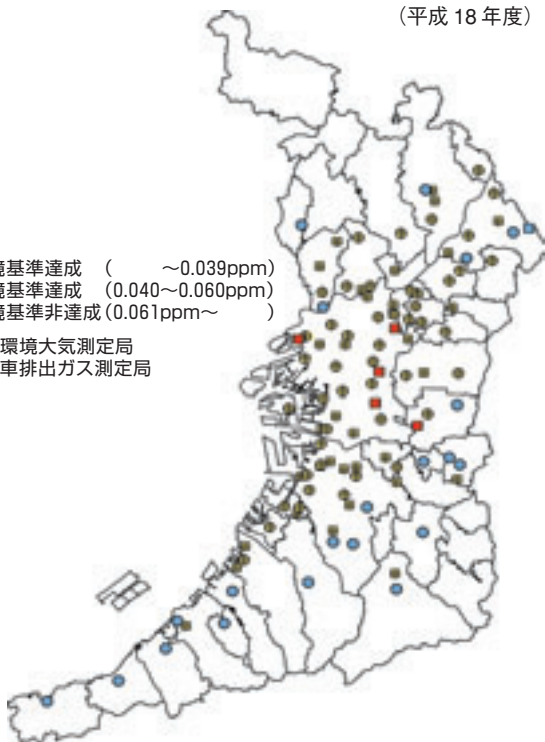 （平成 18 年度）
境基準達成 （　　　～0.039ppm）
境基準達成 （0.040～0.060ppm）
境基準非達成（0.061ppm～　　　）
環境大気測定局
車排出ガス測定局